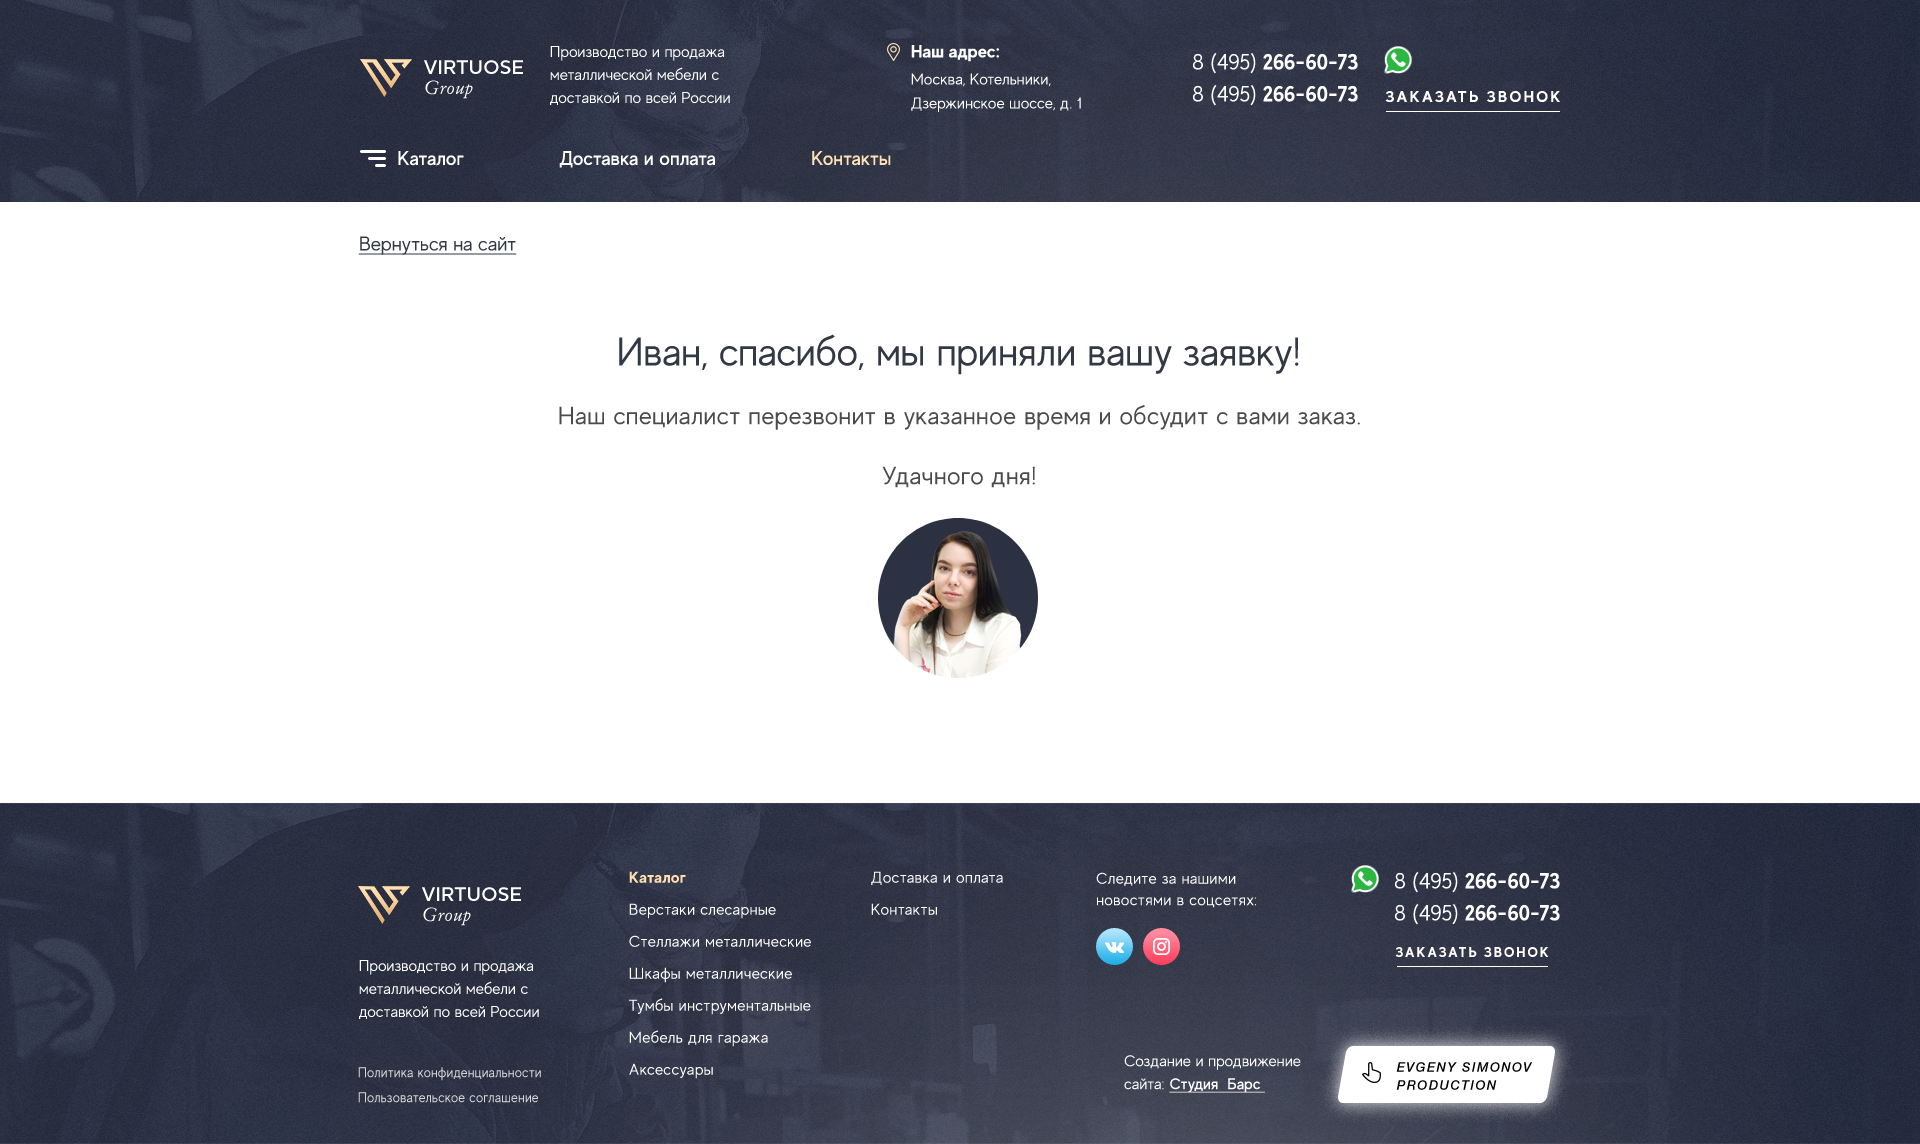 VIRTUOSE
Group
Производство и продажа
металлической мебели с
доставкой по всей России
Наш адрес:
Москва, Котельники,
Дзержинское шоссе, д. 1
8 (495) 266-60-73
8 (495) 266-60-73
ЗАКАЗАТЬ ЗВОНОК
Каталог
Доставка и оплата
Контакты
Вернуться на сайт
Иван, спасибо, мы приняли вашу заявку!
Наш специалист перезвонит в указанное время и обсудит с вами заказ.
Удачного дня!
VIRTUOSE
Group
Производство и продажа
металлической мебели с
доставкой по всей России
Политика конфиденциальности
Пользовательское соглашение
Каталог
Верстаки слесарные
Стеллажи металлические
Шкафы металлические
Тумбы инструментальные
Мебель для гаража
Аксессуары
Доставка и оплата
Контакты
Следите за нашими
новостями в соцсетях:
8 (495) 266-60-73
8 (495) 266-60-73
ЗАКАЗАТЬ ЗВОНОК
Создание и продвижение
сайта: Студия Барс
EVGENY SIMONOV
PRODUCTION